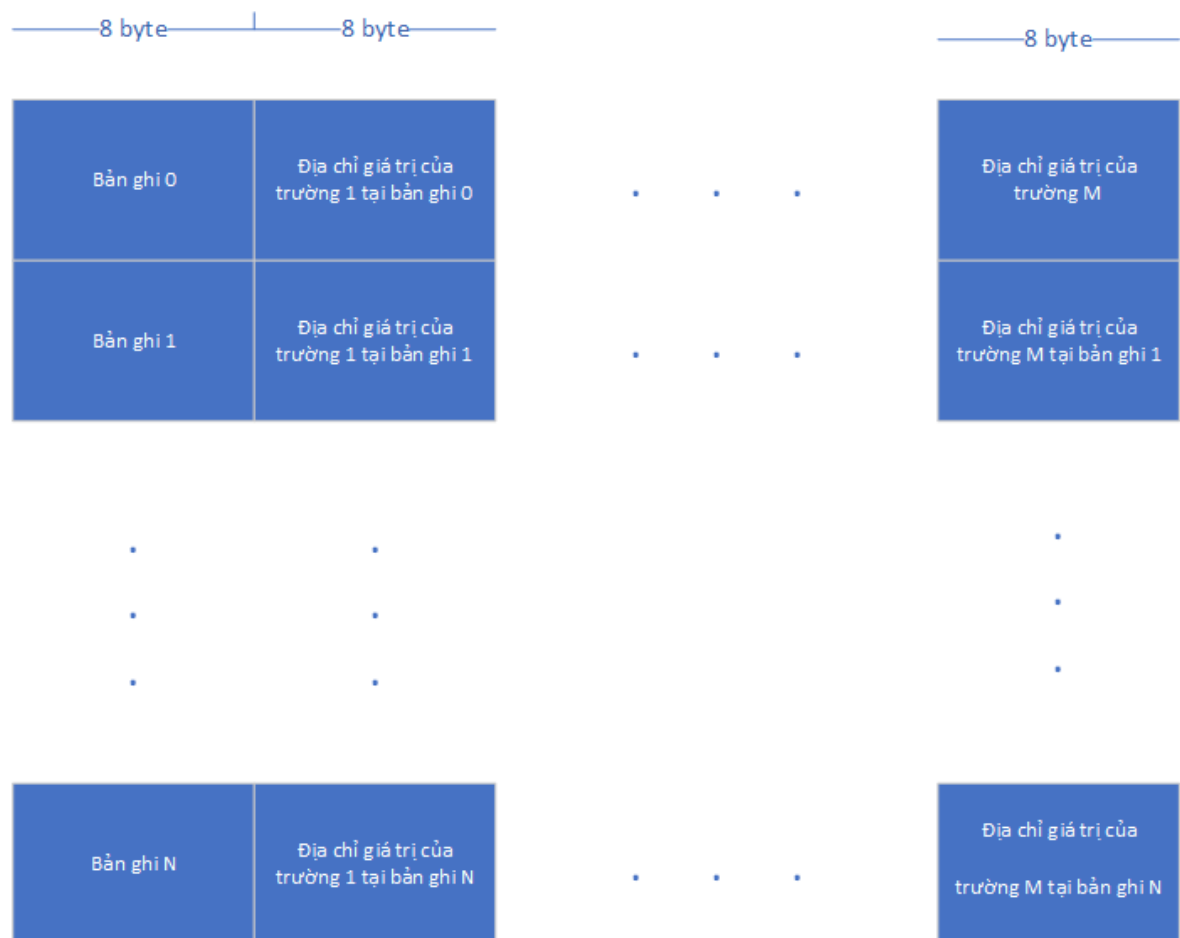 8 byte 8 byte 8 byte
Bản ghi 0
Địa chỉ giá trị của
trường 1 tại bản ghi 0
Địa chỉ giá trị của
trường M
Bản ghi 1
Địa chỉ giá trị của
trường 1 tại bản ghi 1
Địa chỉ giá trị của
trường M tại bản ghi 1
Bản ghi N
Địa chỉ giá trị của
trường 1 tại bản ghi N
Địa chỉ giá trị của
trường M tại bản ghi N